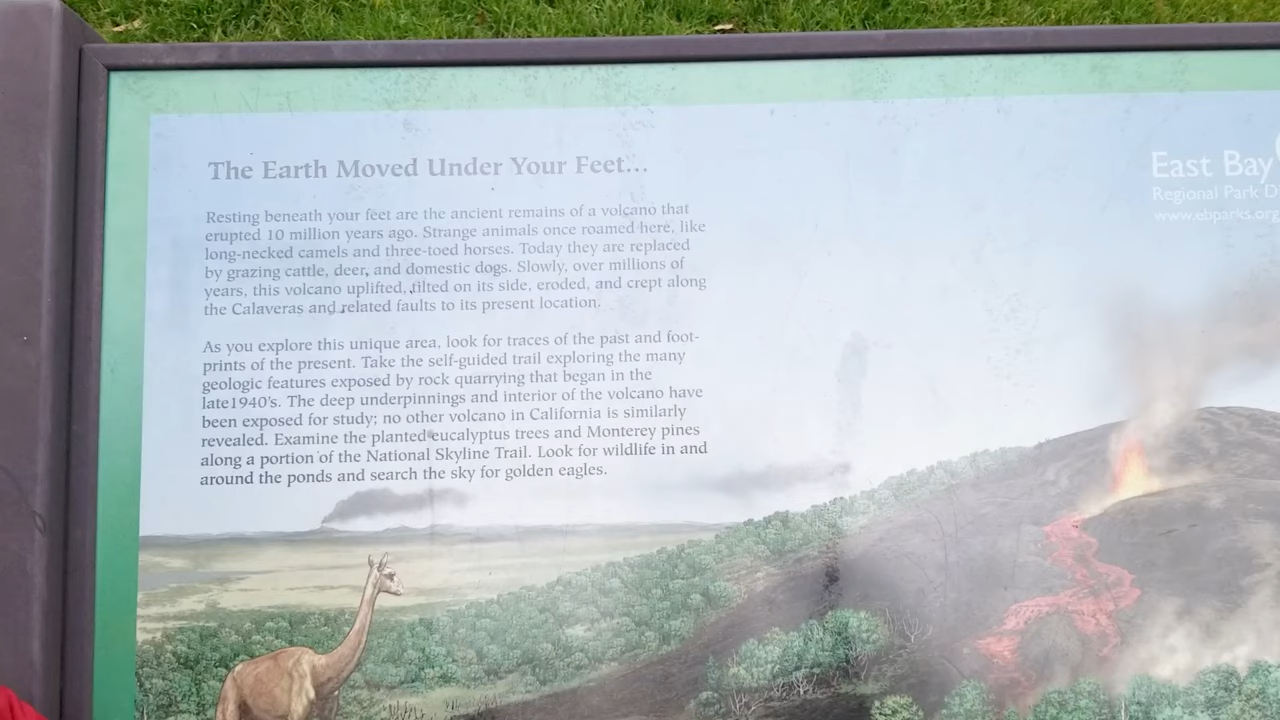 The Earth Moved Under Your Feet...
Resting beneath your feet are the ancient remains of a volcano that
erupted 10 million years ago. Strange animals once roamed here, like
long-necked camels and three-toed horses. Today they are replaced
by grazing cattle, deer, and domestic dogs. Slowly, over millions of
years, this volcano uplifted, tilted on its side, eroded, and crept along
the Calaveras and related faults to its present location.
As you explore this unique area, look for traces of the past and foot-
prints of the present. Take the self-guided trail exploring the many
geologic features exposed by rock quarrying that began in the
late1940's. The deep underpinnings and interior of the volcano have
been exposed for study; no other volcano in California is similarly
revealed. Examine the planted eucalyptus trees and Monterey pines
along a portion of the National Skyline Trail. Look for wildlife in and
around the ponds and search the sky for golden eagles.
East Bay
Regional Park D
www.ebparks.org